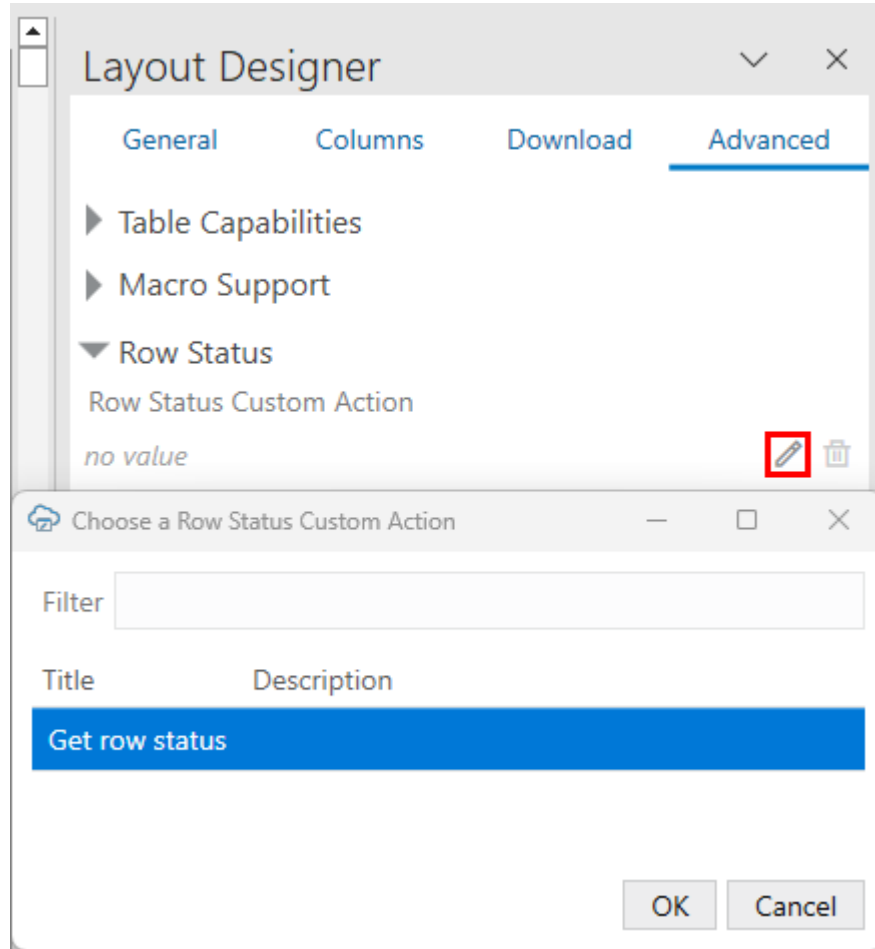 Layout Designer
General Columns Download Advanced
Table Capabilities
Macro Support
Row Status
Row Status Custom Action
no value
Choose a Row Status Custom Action
Filter
Title Description
Get row status
OK Cancel